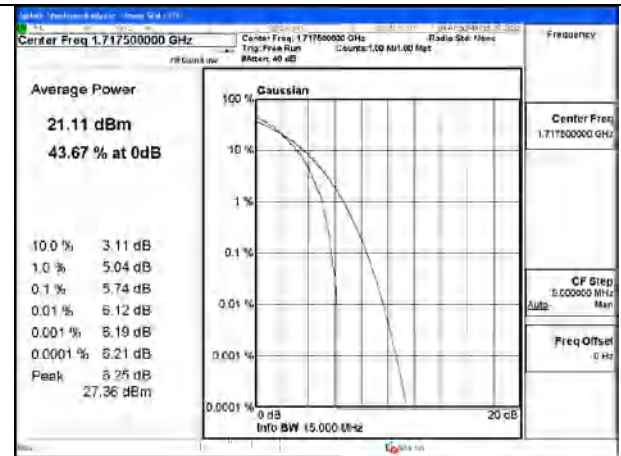 Center Freq 1.717500000 GHz
Center Freq: 1.717500000 GHz
Radio Std: None
Trig: Free Run
Counts:1.00 M/1.00 Mpt
#Atten: 40 dB
Frequency
Average Power
21.11 dBm
43.67 % at 0dB
10.0 % 3.11 dB
1.0 % 5.04 dB
0.1 % 5.74 dB
0.01 % 6.12 dB
0.001 % 6.19 dB
0.0001 % 6.21 dB
Peak 6.25 dB
27.36 dBm
Gaussian
100 %
10 %
1 %
0.1 %
0.01 %
0.001 %
0.0001 %
0 dB
20 dB
Info BW 15.000 MHz
Center Freq
1.717500000 GHz
CF Step
5.000000 MHz
Auto Man
Freq Offset
0 Hz